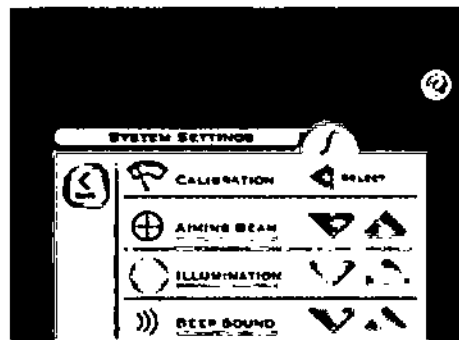 SYSTEM SETTINGS
CALIBRATION SELECT
AIMING BEAM
ILLUMINATION
BEEP SOUND